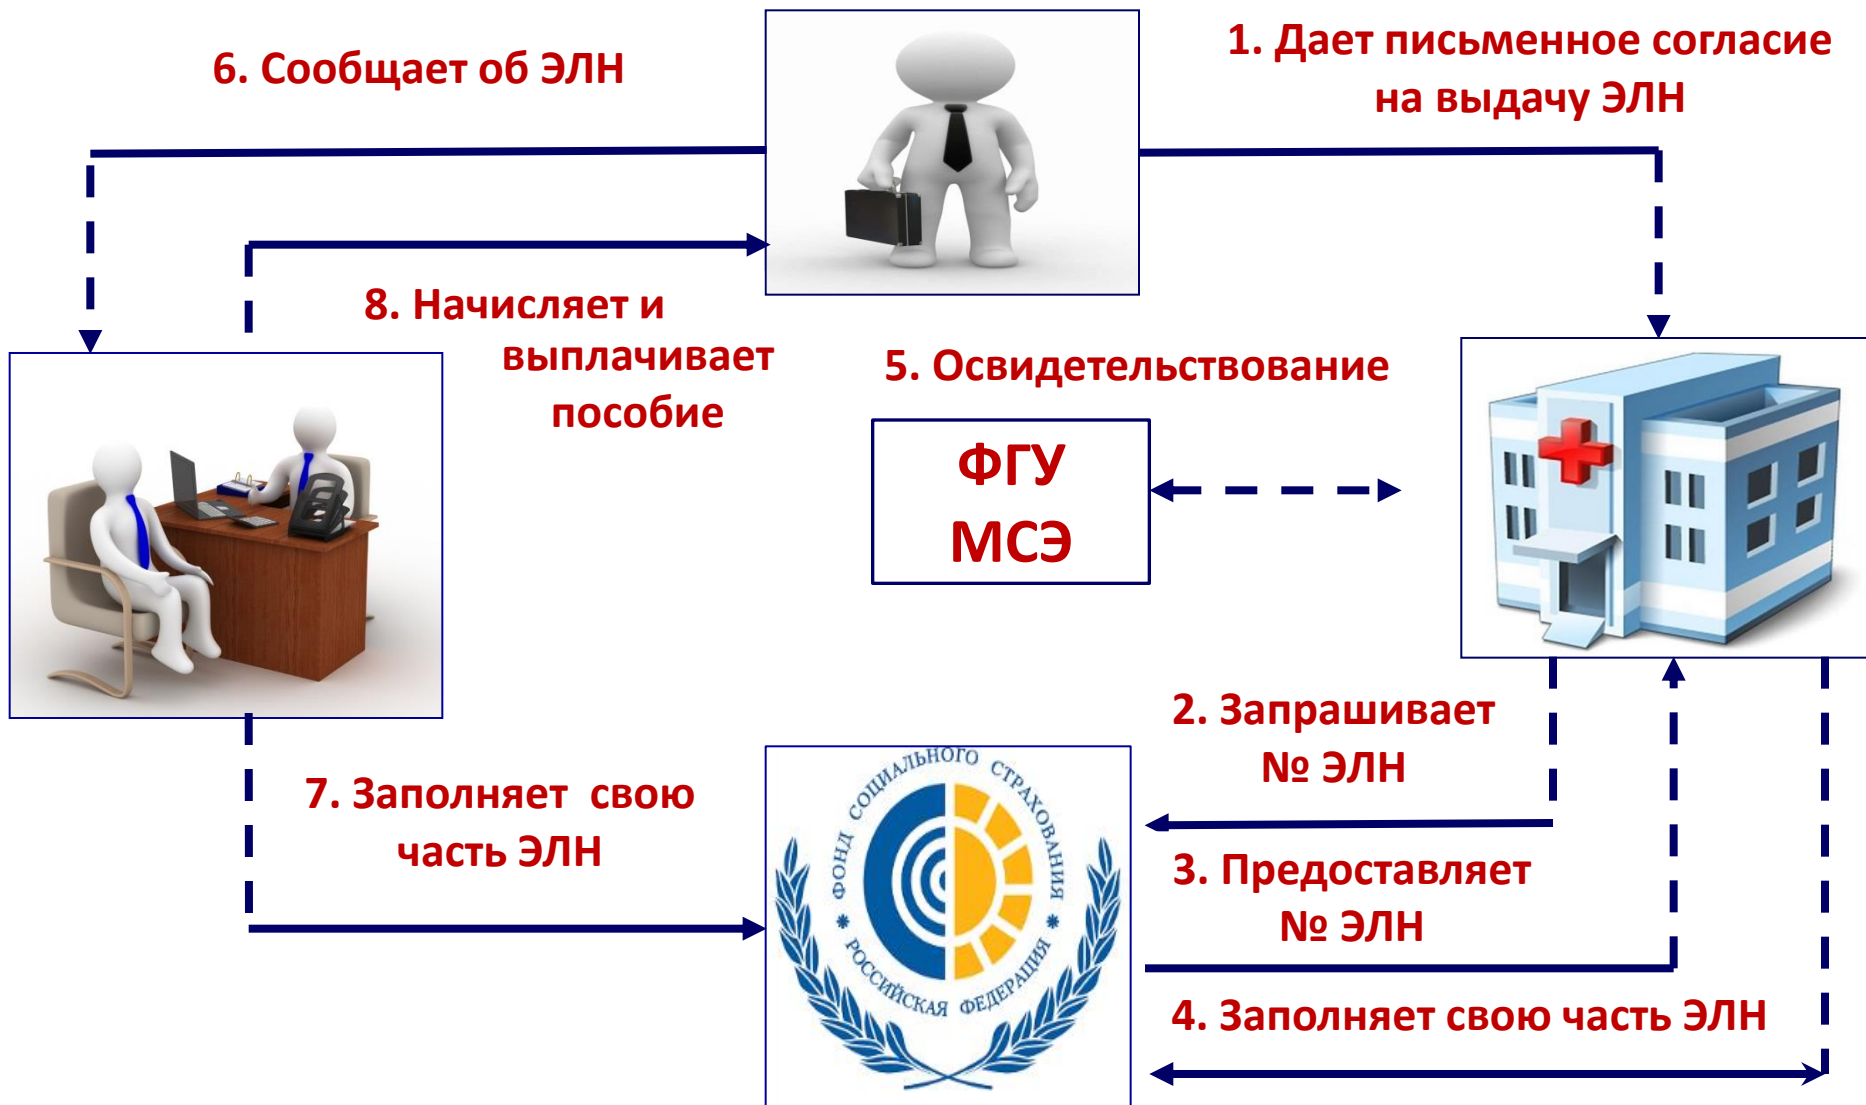 6. Сообщает об ЭЛН
1. Дает письменное согласие
на выдачу ЭЛН
8. Начисляет и
выплачивает
пособие
5. Освидетельствование
ФГУ
МСЭ
2. Запрашивает
№ ЭЛН
7. Заполняет свою
часть ЭЛН
ФОНД СОЦИАЛЬНОГО СТРАХОВАНИЯ
РОССИЙСКАЯ ФЕДЕРАЦИЯ
3. Предоставляет
№ ЭЛН
4. Заполняет свою часть ЭЛН